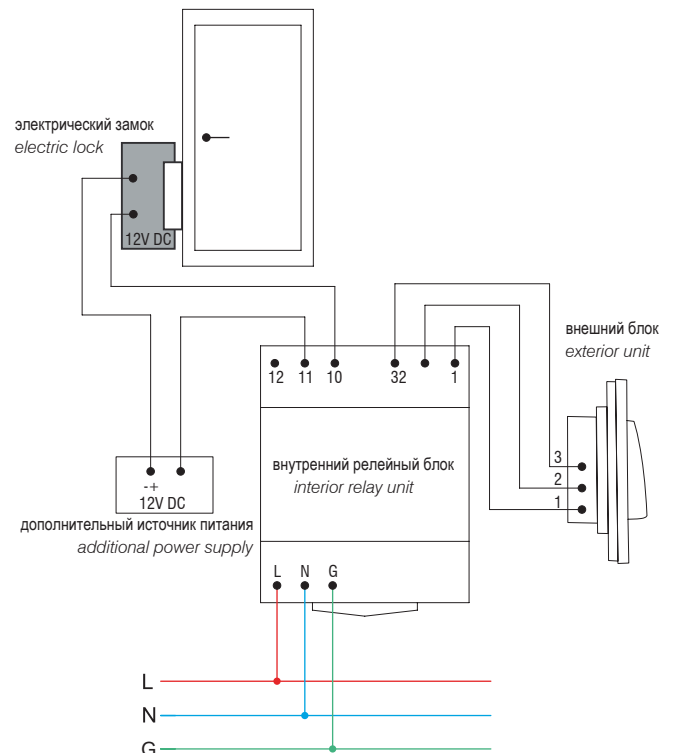 электрический замок
electric lock
12V DC
внешний блок
exterior unit
12 11 10 32 1
3
2
1
внутренний релейный блок
interior relay unit
-+
12V DC
дополнительный источник питания
additional power supply
L N G
L
N
G